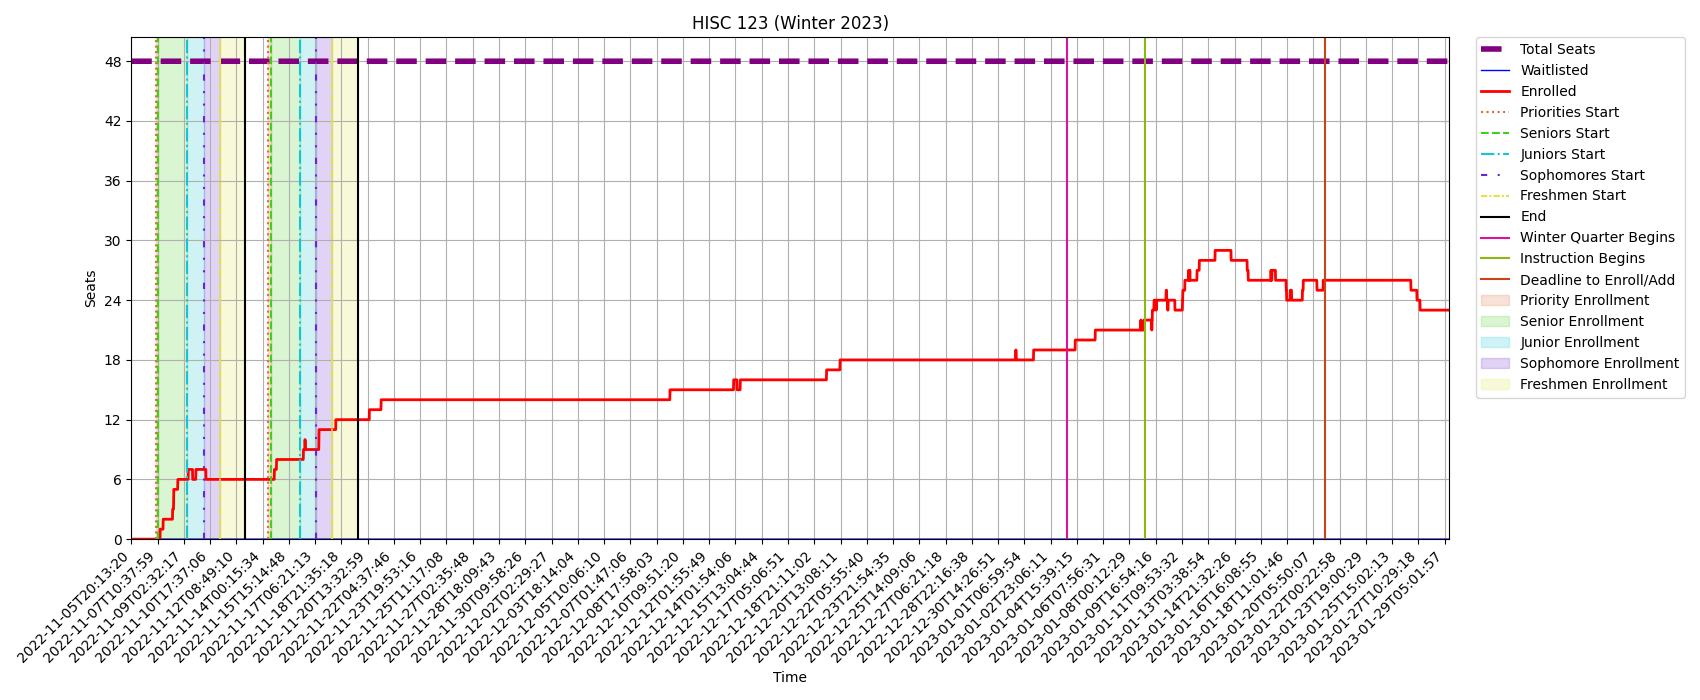 HISC 123 (Winter 2023)
Seats
48
42
36
30
24
18
12
6
0
2022-11-05T20:13:20
2022-11-07T10:37:59
2022-11-09T02:32:17
2022-11-10T17:37:06
2022-11-12T08:49:10
2022-11-14T00:15:34
2022-11-15T15:14:48
2022-11-17T06:21:13
2022-11-18T21:35:18
2022-11-20T13:32:59
2022-11-22T04:37:46
2022-11-23T19:53:16
2022-11-25T11:17:08
2022-11-27T02:35:48
2022-11-28T18:09:43
2022-11-30T09:58:26
2022-12-02T02:29:27
2022-12-03T18:14:04
2022-12-05T10:06:10
2022-12-07T01:47:06
2022-12-08T17:58:03
2022-12-10T09:51:20
2022-12-12T01:55:49
2022-12-14T01:54:06
2022-12-15T13:04:44
2022-12-17T05:06:51
2022-12-18T21:11:02
2022-12-20T13:08:11
2022-12-22T05:55:40
2022-12-23T21:54:35
2022-12-25T14:09:06
2022-12-27T06:21:18
2022-12-28T22:16:38
2022-12-30T14:26:51
2023-01-01T06:59:54
2023-01-02T23:06:11
2023-01-04T15:39:15
2023-01-06T07:56:31
2023-01-08T00:12:29
2023-01-09T16:54:16
2023-01-11T09:53:32
2023-01-13T03:38:54
2023-01-14T21:32:26
2023-01-16T16:08:55
2023-01-18T11:01:46
2023-01-20T05:50:07
2023-01-22T00:22:58
2023-01-23T19:00:29
2023-01-25T15:02:13
2023-01-27T10:29:18
2023-01-29T05:01:57
Time
Total Seats
Waitlisted
Enrolled
Priorities Start
Seniors Start
Juniors Start
Sophomores Start
Freshmen Start
End
Winter Quarter Begins
Instruction Begins
Deadline to Enroll/Add
Priority Enrollment
Senior Enrollment
Junior Enrollment
Sophomore Enrollment
Freshmen Enrollment